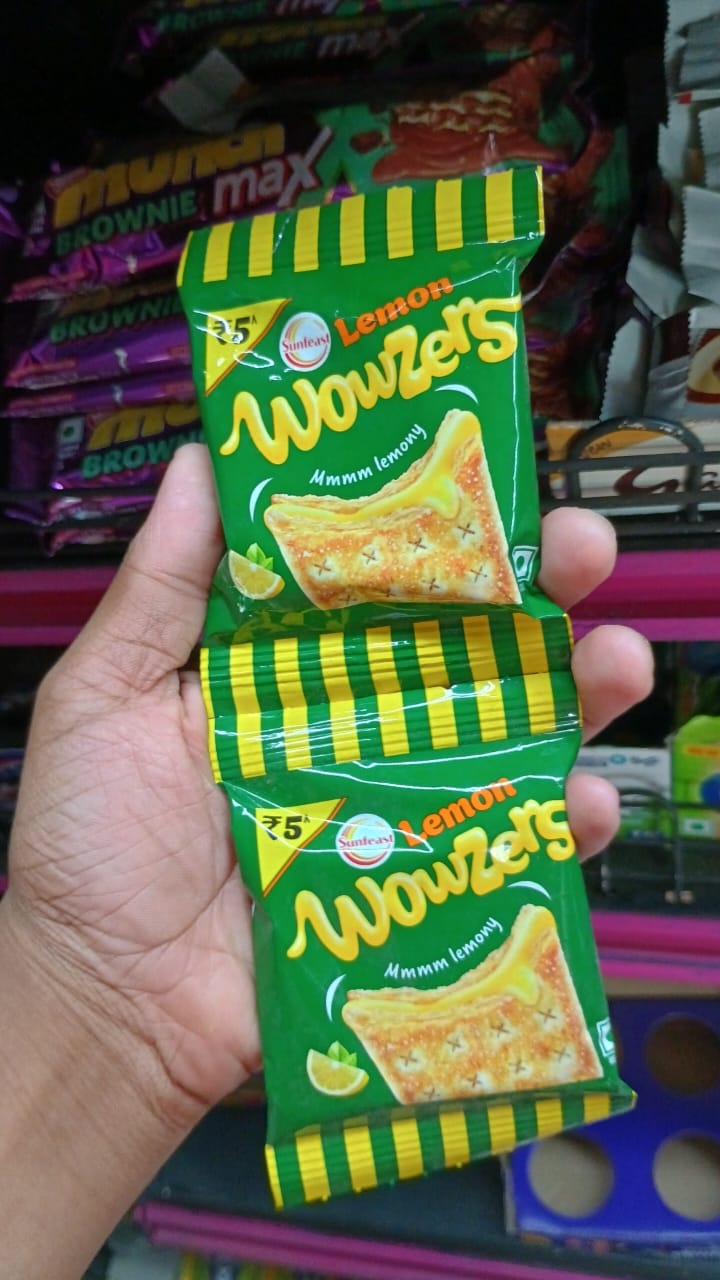 munch
BROWNIE max
BROWNIE
munch
BROWNIE
₹5^
Sunfeast
Lemon
Wowzers
Mmmm lemony
₹5^
Sunfeast
Lemon
Wowzers
Mmmm lemony